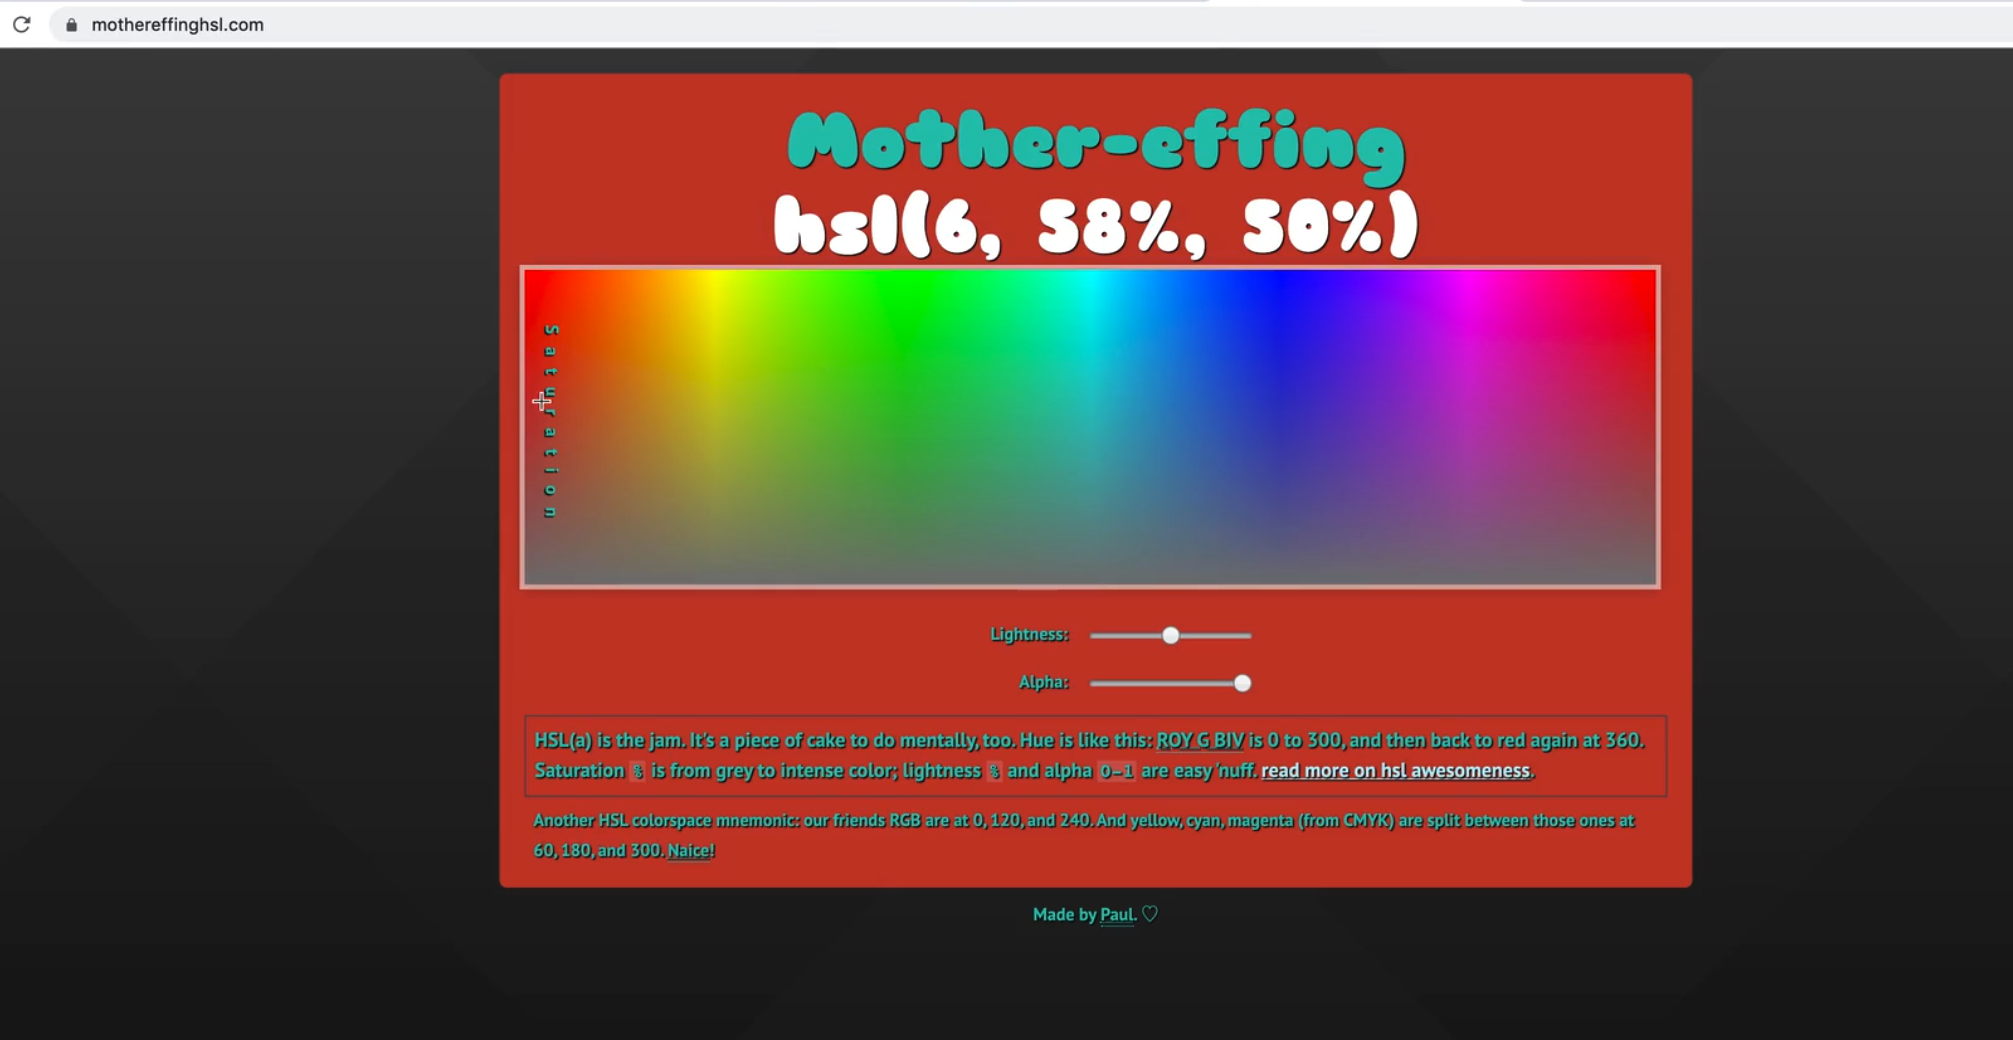 mothereffinghsl.com
Mother-effing
hsl(6, 58%, 50%)
Saturation
Lightness:
Alpha:
HSL(a) is the jam. It's a piece of cake to do mentally, too. Hue is like this: ROY G BIV is 0 to 300, and then back to red again at 360.
Saturation % is from grey to intense color; lightness % and alpha 0–1 are easy 'nuff. read more on hsl awesomeness.
Another HSL colorspace mnemonic: our friends RGB are at 0, 120, and 240. And yellow, cyan, magenta (from CMYK) are split between those ones at
60, 180, and 300. Naice!
Made by Paul. ♡